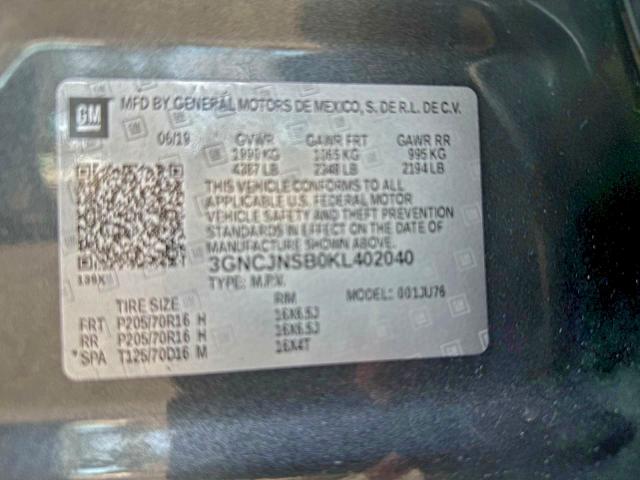 GM MFD BY GENERAL MOTORS DE MEXICO, S. DE R.L. DE C.V.
06/19 GVWR GAWR FRT GAWR RR
1999 KG 1065 KG 995 KG
4387 LB 2348 LB 2194 LB
THIS VEHICLE CONFORMS TO ALL
APPLICABLE U.S. FEDERAL MOTOR
VEHICLE SAFETY AND THEFT PREVENTION
STANDARDS IN EFFECT ON THE DATE OF
MANUFACTURE SHOWN ABOVE.
3GNCJNSB0KL402040
TYPE: M.P.V. MODEL: 001JU76
TIRE SIZE RIM
FRT P205/70R16 H 16X6.5J
RR P205/70R16 H 16X6.5J
*SPA T125/70D16 M 16X4T